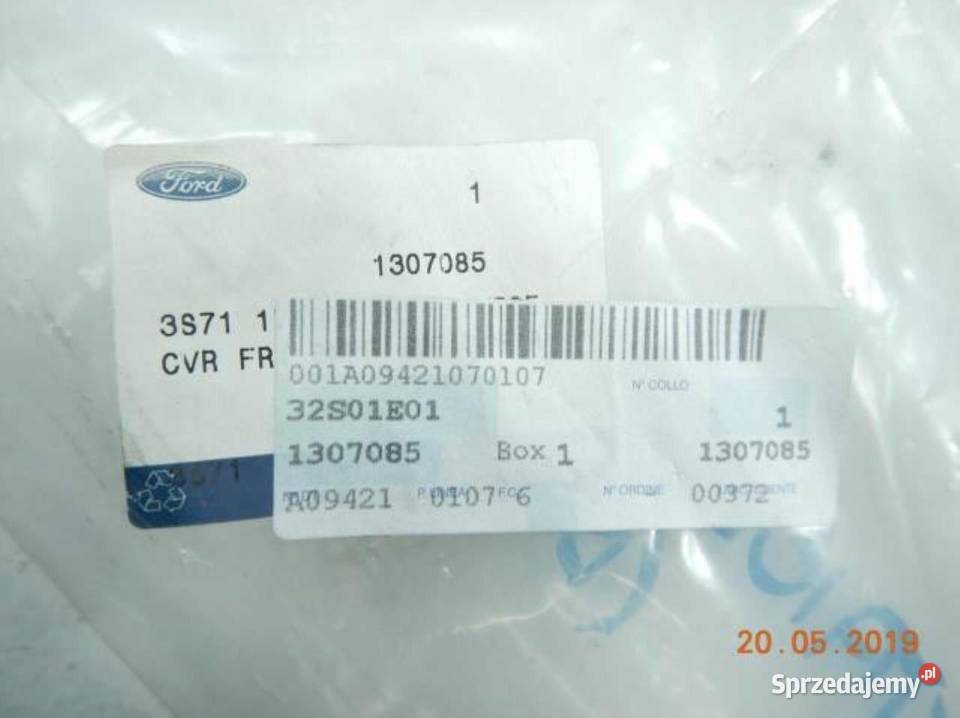 Ford
1
1307085
3S71 1
CVR FR
001A09421070107
N° COLLO
32S01E01
1
1307085 Box 1 1307085
A09421 0107 6 N° ORDINE 00372
3S71
20.05.2019
Sprzedajemy.pl